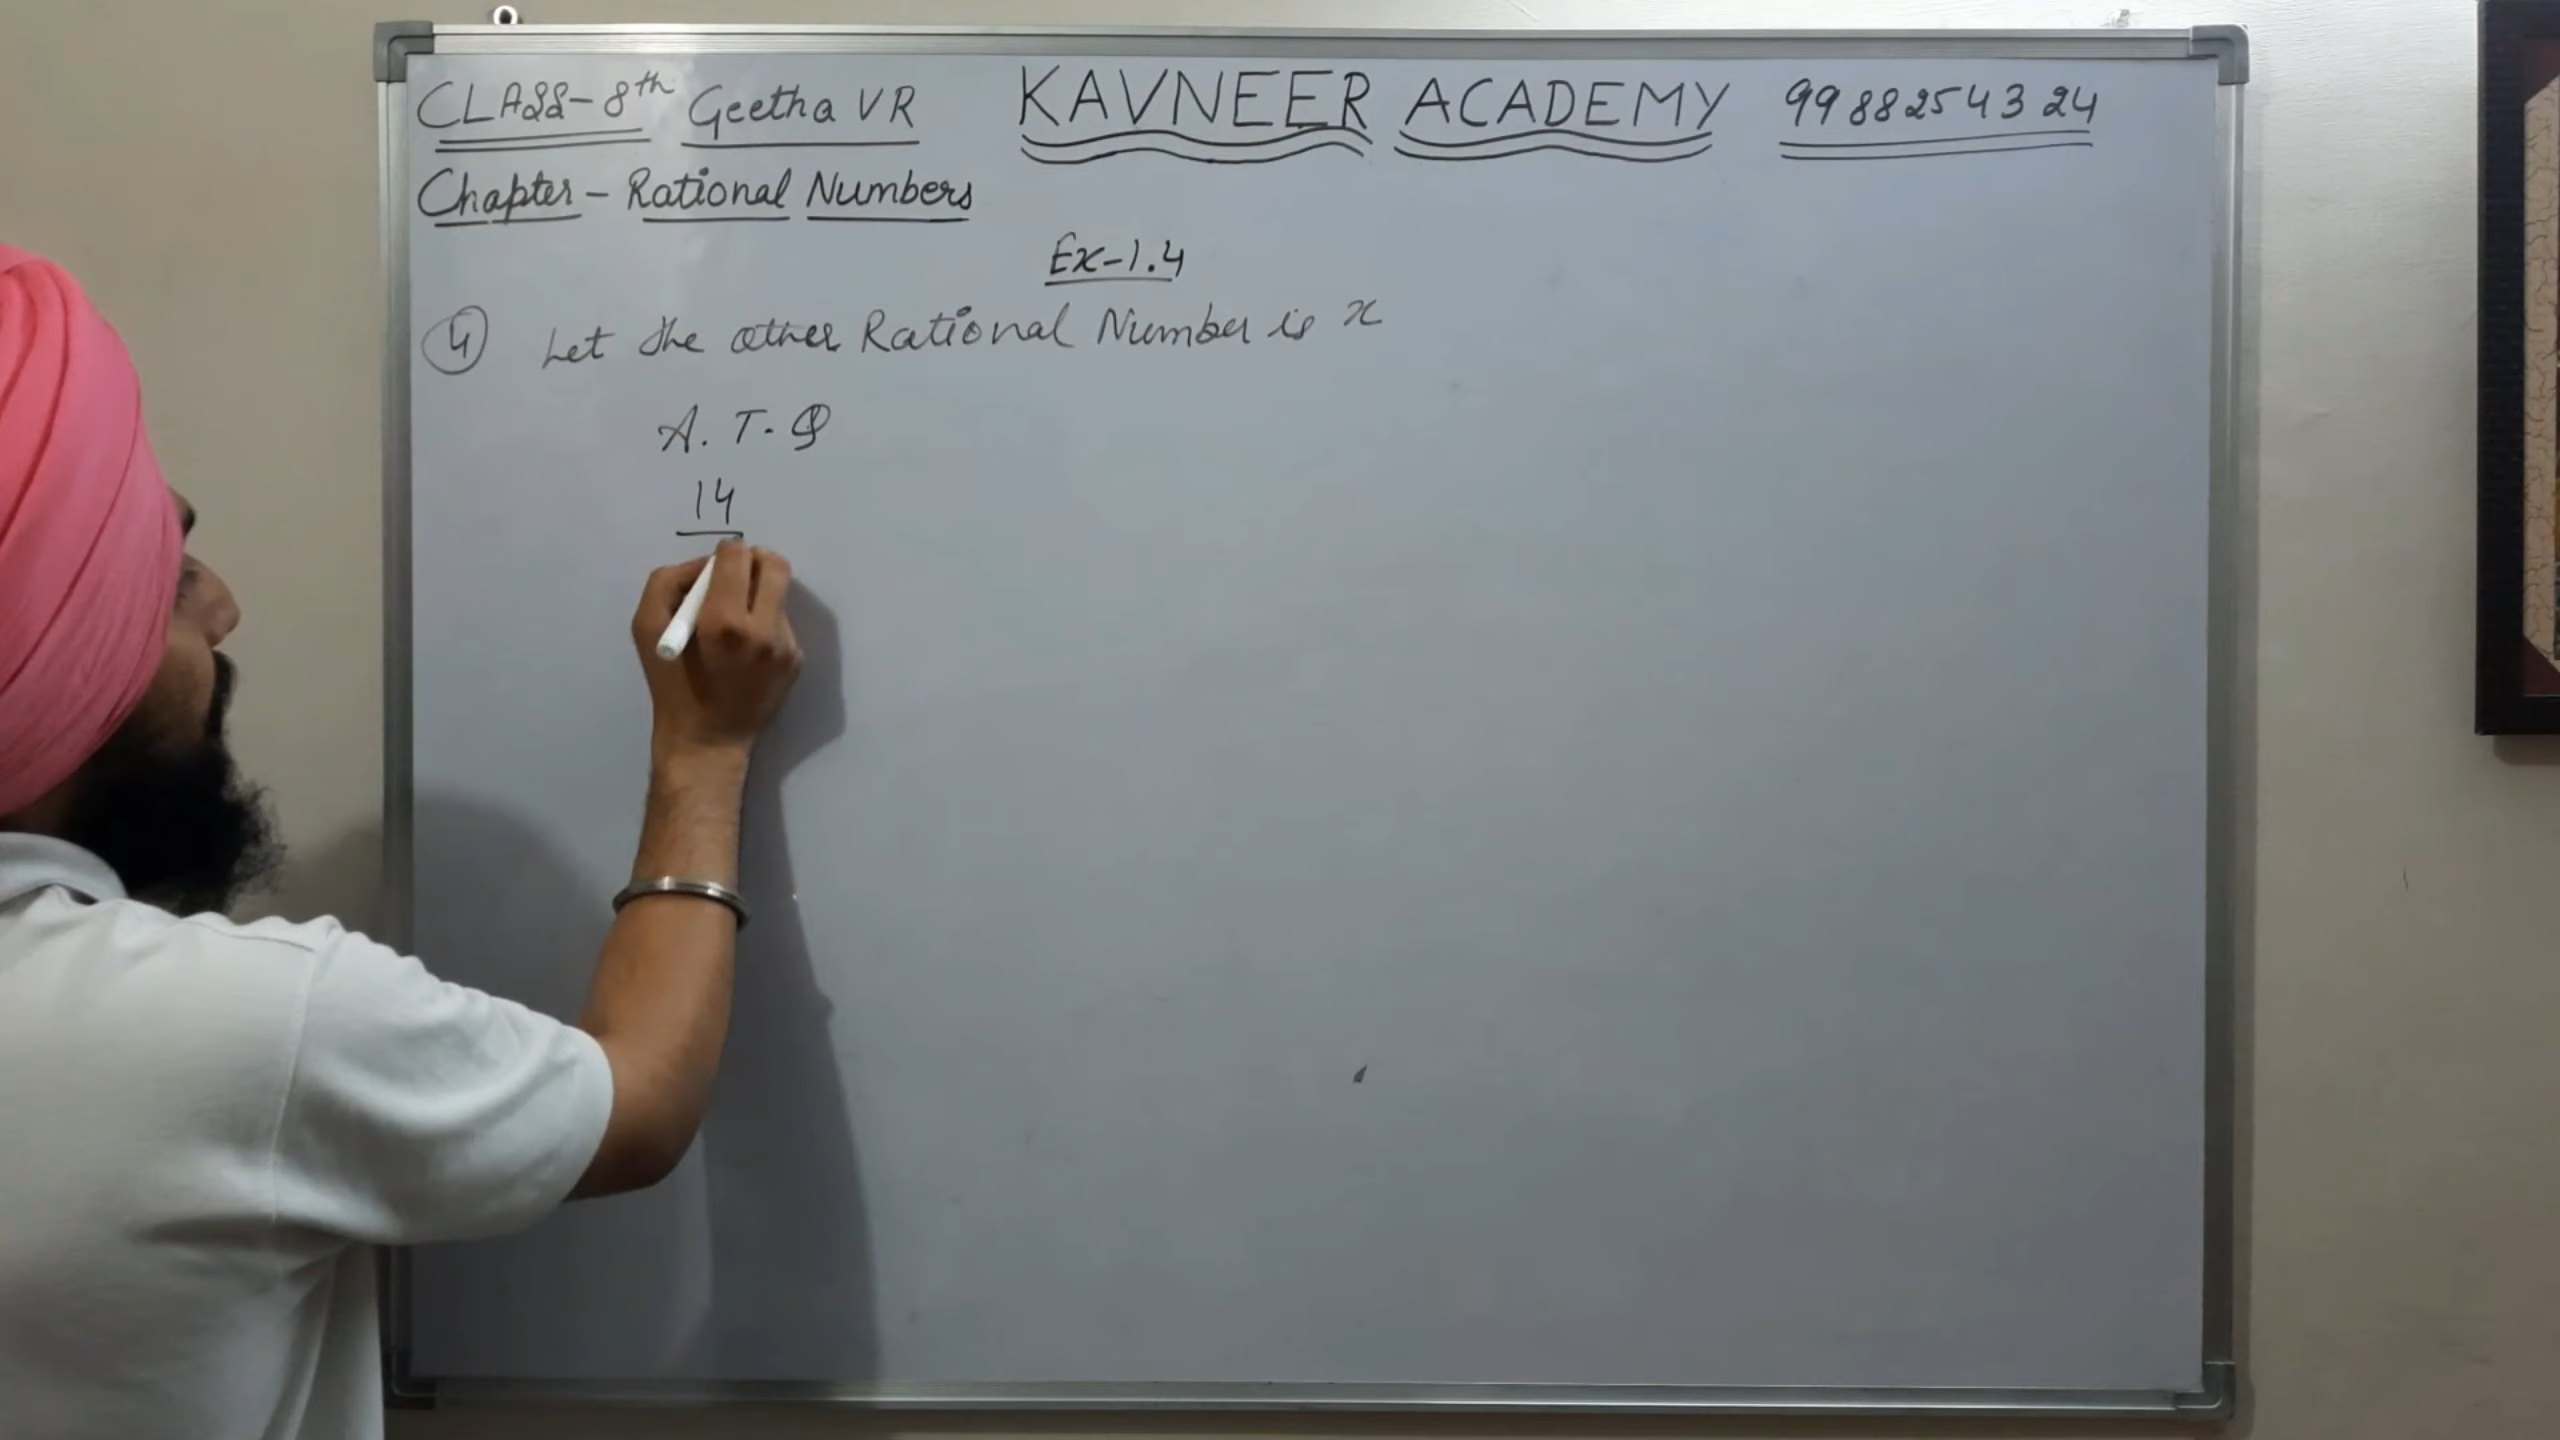 CLASS-8th Geetha VR KAVNEER ACADEMY 9988254324
Chapter - Rational Numbers
Ex-1.4
4 Let the other Rational Number is x
A. T. Q
14